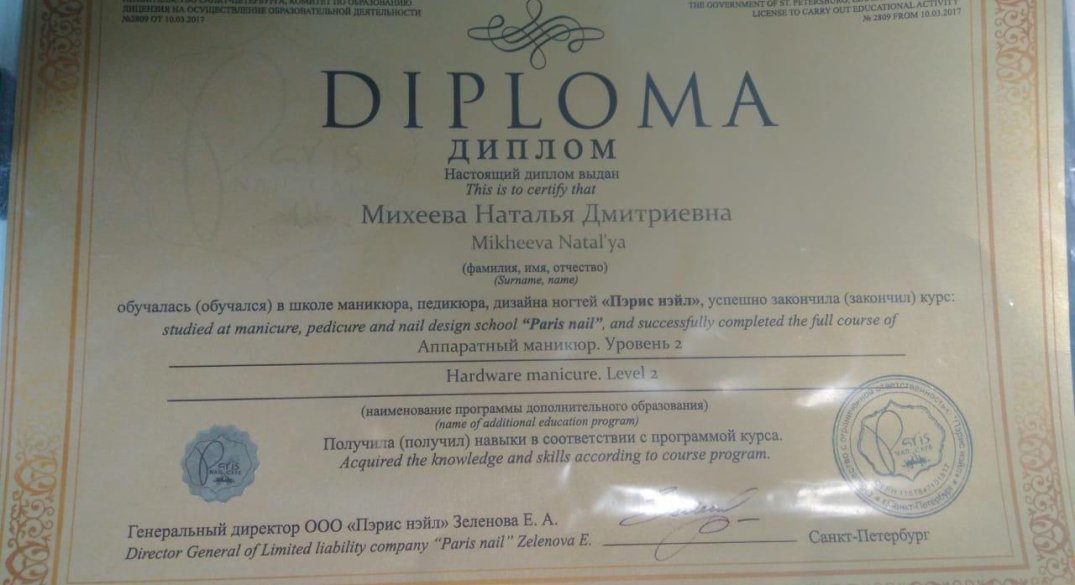 ЛИЦЕНЗИЯ НА ОСУЩЕСТВЛЕНИЕ ОБРАЗОВАТЕЛЬНОЙ ДЕЯТЕЛЬНОСТИ
№2809 ОТ 10.03.2017
THE GOVERNMENT OF ST. PETERSBURG,
LICENSE TO CARRY OUT EDUCATIONAL ACTIVITY
№ 2809 FROM 10.03.2017
DIPLOMA
ДИПЛОМ
Настоящий диплом выдан
This is to certify that
Михеева Наталья Дмитриевна
Mikheeva Natal'ya
(фамилия, имя, отчество)
(Surname, name)
обучалась (обучался) в школе маникюра, педикюра, дизайна ногтей «Пэрис нэйл», успешно закончила (закончил) курс:
studied at manicure, pedicure and nail design school "Paris nail", and successfully completed the full course of
Аппаратный маникюр. Уровень 2
Hardware manicure. Level 2
(наименование программы дополнительного образования)
(name of additional education program)
Получила (получил) навыки в соответствии с программой курса.
Acquired the knowledge and skills according to course program.
Paris
NAIL CAFE
Paris
NAIL CAFE
Генеральный директор ООО «Пэрис нэйл» Зеленова Е. А.
Director General of Limited liability company "Paris nail" Zelenova E.
Санкт-Петербург